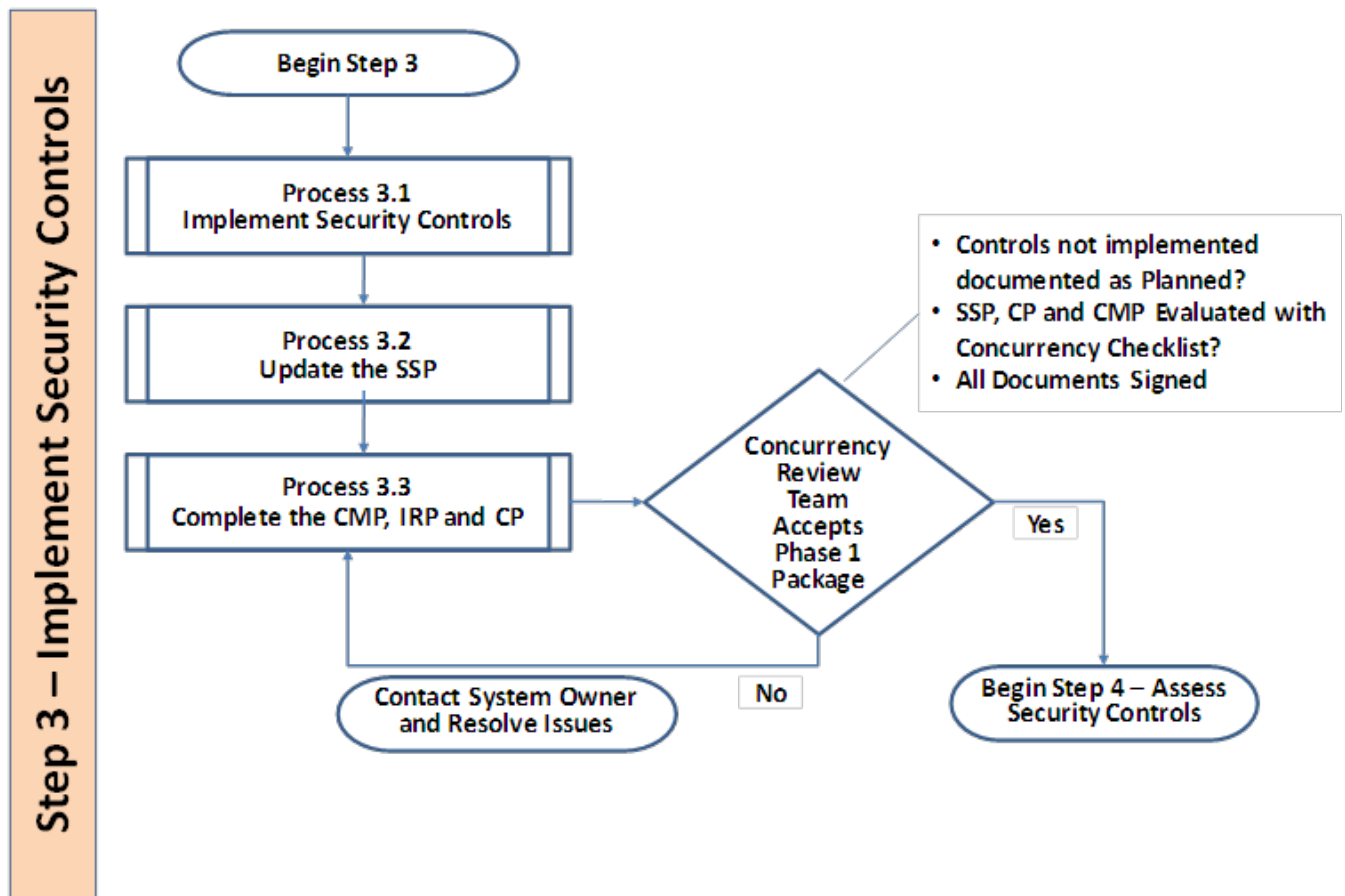 Step 3 – Implement Security Controls
Begin Step 3
Process 3.1
Implement Security Controls
Process 3.2
Update the SSP
Process 3.3
Complete the CMP, IRP and CP
• Controls not implemented
documented as Planned?
• SSP, CP and CMP Evaluated with
Concurrency Checklist?
• All Documents Signed
Concurrency
Review
Team
Accepts
Phase 1
Package
Yes
No
Contact System Owner
and Resolve Issues
Begin Step 4 – Assess
Security Controls